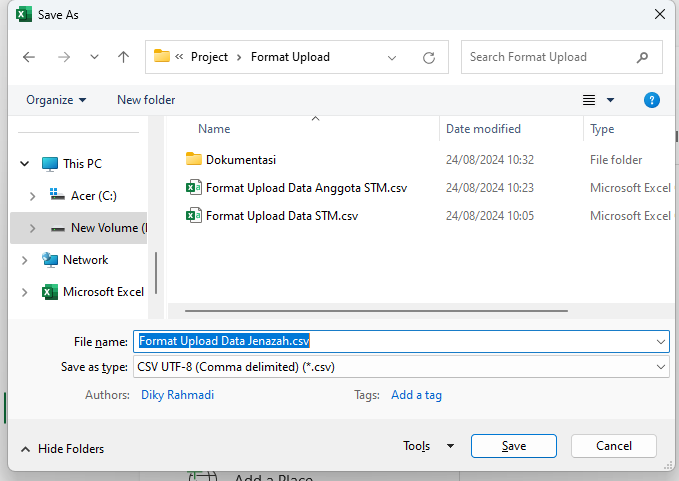 Save As
Project > Format Upload
Search Format Upload
Organize
New folder
Name
Date modified
Type
This PC
Acer (C:)
New Volume (
Network
Microsoft Excel
Dokumentasi 24/08/2024 10:32 File folder
Format Upload Data Anggota STM.csv 24/08/2024 10:23 Microsoft Excel
Format Upload Data STM.csv 24/08/2024 10:05 Microsoft Excel
File name: Format Upload Data Jenazah.csv
Save as type: CSV UTF-8 (Comma delimited) (*.csv)
Authors: Diky Rahmadi
Tags: Add a tag
Hide Folders
Tools
Save
Cancel
Add a Place